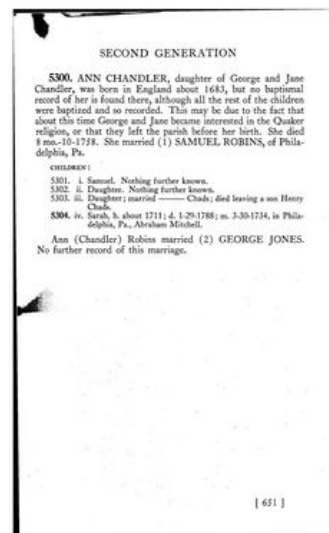 SECOND GENERATION
5300. ANN CHANDLER, daughter of George and Jane
Chandler, was born in England about 1683, but no baptismal
record of her is found there, although all the rest of the children
were baptized and so recorded. This may be due to the fact that
about this time George and Jane became interested in the Quaker
religion, or that they left the parish before her birth. She died
8 mo.-10-1758. She married (1) SAMUEL ROBINS, of Phila-
delphia, Pa.
CHILDREN:
5301. i. Samuel. Nothing further known.
5302. ii. Daughter. Nothing further known.
5303. iii. Daughter; married —— Chads; died leaving a son Henry
Chads.
5304. iv. Sarah, b. about 1711; d. 1-29-1788; m. 3-30-1734, in Phila-
delphia, Pa., Abraham Mitchell.
Ann (Chandler) Robins married (2) GEORGE JONES.
No further record of this marriage.
[ 651 ]